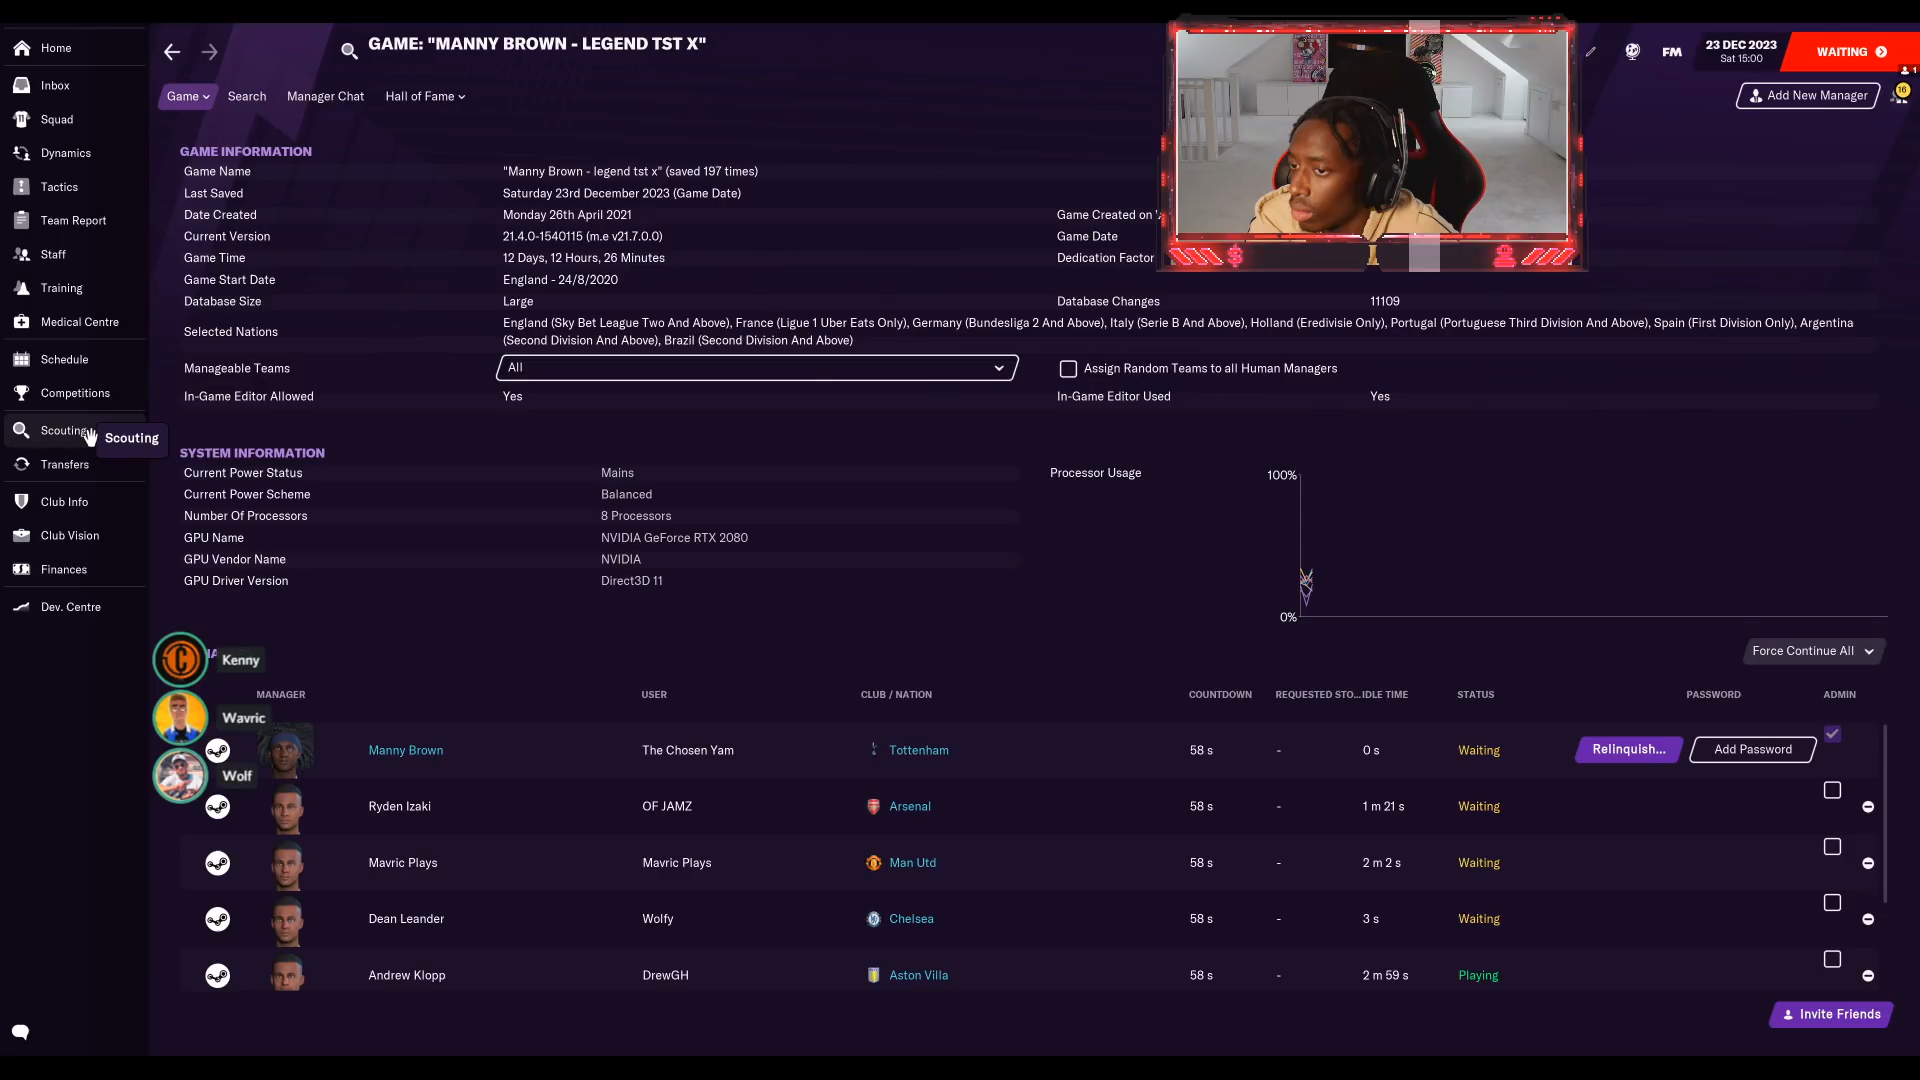 Home
Inbox
Squad
Dynamics
Tactics
Team Report
Staff
Training
Medical Centre
Schedule
Competitions
Scouting
Scouting
Transfers
Club Info
Club Vision
Finances
Dev. Centre
GAME: "MANNY BROWN - LEGEND TST X"
FM
23 DEC 2023
Sat 15:00
WAITING
1
Game
Search
Manager Chat
Hall of Fame
Add New Manager
16
GAME INFORMATION
Game Name "Manny Brown - legend tst x" (saved 197 times)
Last Saved Saturday 23rd December 2023 (Game Date)
Date Created Monday 26th April 2021 Game Created on
Current Version 21.4.0-1540115 (m.e v21.7.0.0) Game Date
Game Time 12 Days, 12 Hours, 26 Minutes Dedication Factor
Game Start Date England - 24/8/2020
Database Size Large Database Changes 11109
Selected Nations England (Sky Bet League Two And Above), France (Ligue 1 Uber Eats Only), Germany (Bundesliga 2 And Above), Italy (Serie B And Above), Holland (Eredivisie Only), Portugal (Portuguese Third Division And Above), Spain (First Division Only), Argentina
(Second Division And Above), Brazil (Second Division And Above)
Manageable Teams All Assign Random Teams to all Human Managers
In-Game Editor Allowed Yes In-Game Editor Used Yes
SYSTEM INFORMATION
Current Power Status Mains Processor Usage 100%
Current Power Scheme Balanced
Number Of Processors 8 Processors
GPU Name NVIDIA GeForce RTX 2080
GPU Vendor Name NVIDIA
GPU Driver Version Direct3D 11
0%
Kenny
Wavric
Wolf
Force Continue All
MANAGER USER CLUB / NATION COUNTDOWN REQUESTED STO... IDLE TIME STATUS PASSWORD ADMIN
Manny Brown The Chosen Yam Tottenham 58 s - 0 s Waiting Relinquish... Add Password
Ryden Izaki OF JAMZ Arsenal 58 s - 1 m 21 s Waiting
Mavric Plays Mavric Plays Man Utd 58 s - 2 m 2 s Waiting
Dean Leander Wolfy Chelsea 58 s - 3 s Waiting
Andrew Klopp DrewGH Aston Villa 58 s - 2 m 59 s Playing
Invite Friends